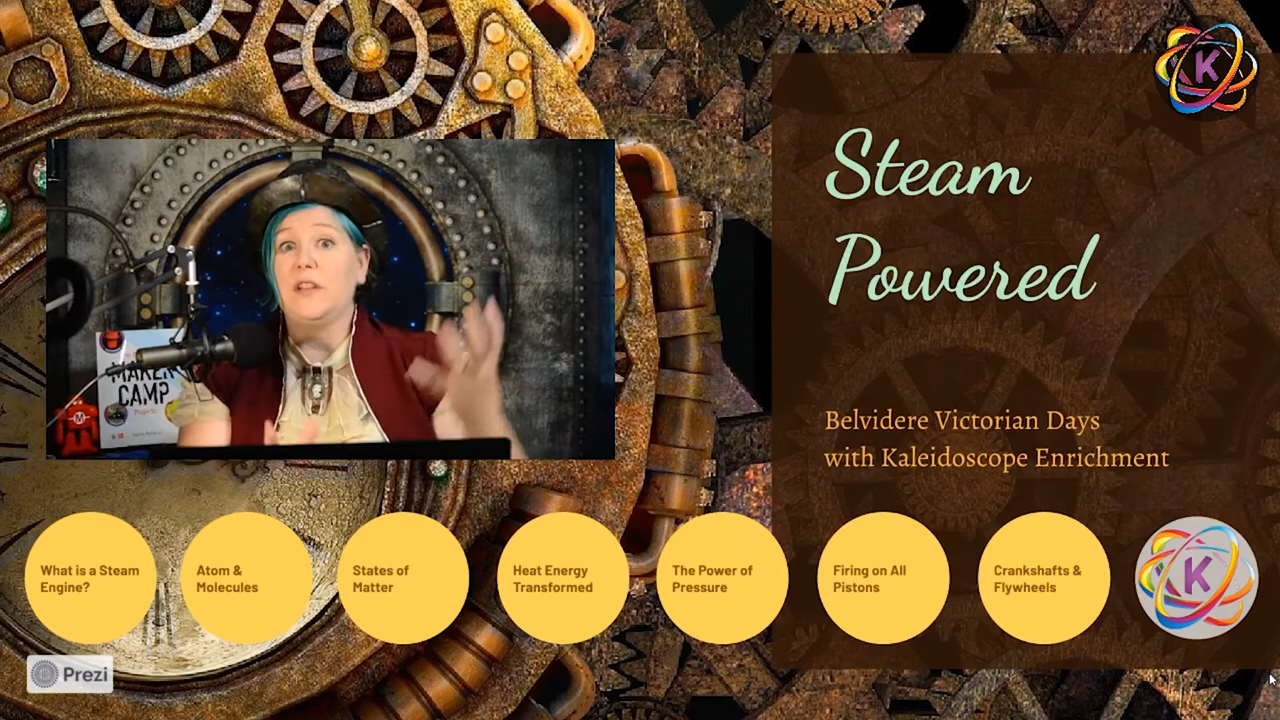 K
Steam
Powered
MAKER
CAMP
Projects
M
Belvidere Victorian Days
with Kaleidoscope Enrichment
What is a Steam
Engine?
Atom &
Molecules
States of
Matter
Heat Energy
Transformed
The Power of
Pressure
Firing on All
Pistons
Crankshafts &
Flywheels
K
Prezi